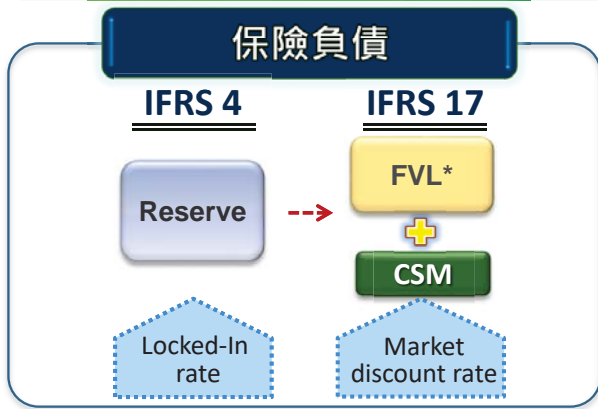 保險負債
IFRS 4
IFRS 17
Reserve
FVL*
CSM
Locked-In
rate
Market
discount rate